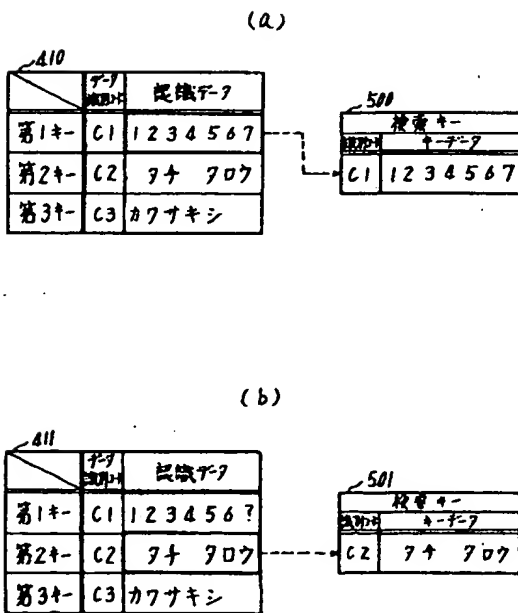 (a)
410
データ
識別コード
認識データ
第1キー C1 1234567
第2キー C2 ヲチ タロウ
第3キー C3 カワサキシ
500
検索キー
識別コード キーデータ
C1 1234567
(b)
411
データ
識別コード
認識データ
第1キー C1 123456?
第2キー C2 ヲチ タロウ
第3キー C3 カワサキシ
501
検索キー
識別コード キーデータ
C2 ヲチ タロウ